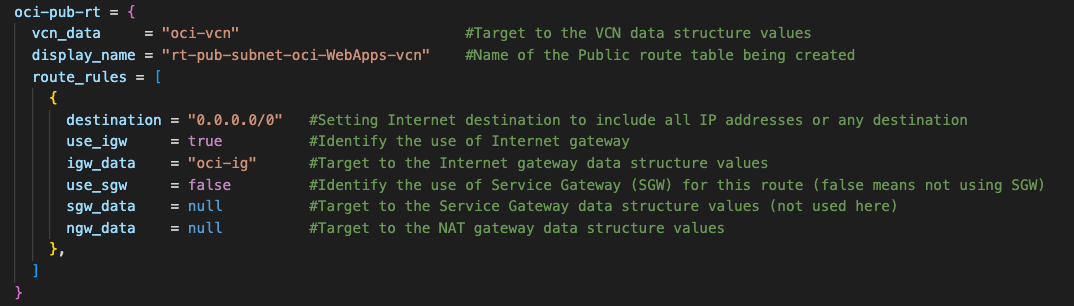 oci-pub-rt = {
  vcn_data     = "oci-vcn"                          #Target to the VCN data structure values
  display_name = "rt-pub-subnet-oci-WebApps-vcn"    #Name of the Public route table being created
  route_rules = [
    {
      destination = "0.0.0.0/0"   #Setting Internet destination to include all IP addresses or any destination
      use_igw     = true          #Identify the use of Internet gateway
      igw_data    = "oci-ig"      #Target to the Internet gateway data structure values
      use_sgw     = false         #Identify the use of Service Gateway (SGW) for this route (false means not using SGW)
      sgw_data    = null          #Target to the Service Gateway data structure values (not used here)
      ngw_data    = null          #Target to the NAT gateway data structure values
    },
  ]
}